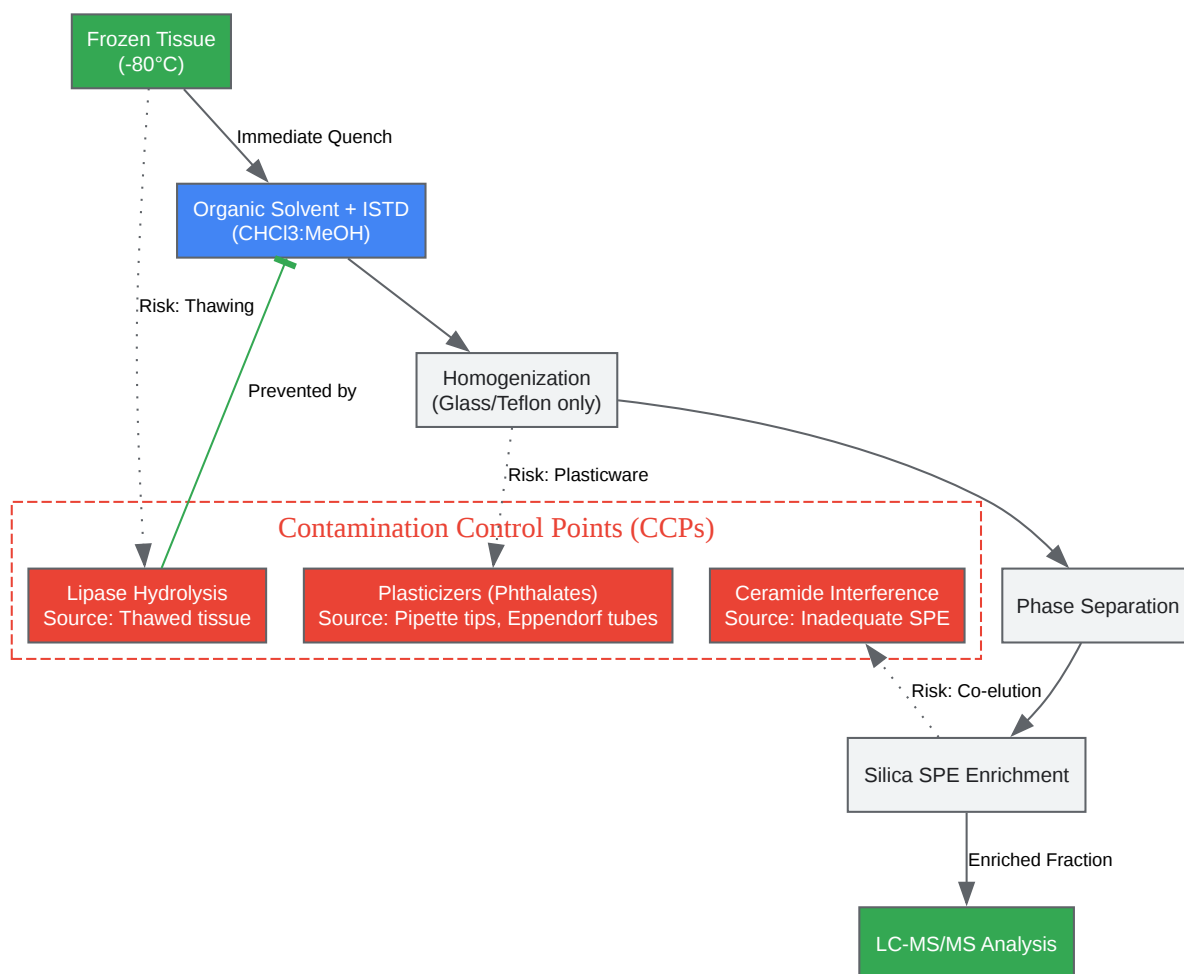 Frozen Tissue
(-80°C)
Immediate Quench
Organic Solvent + ISTD
(CHCl3:MeOH)
Risk: Thawing
Prevented by
Homogenization
(Glass/Teflon only)
Risk: Plasticware
Contamination Control Points (CCPs)
Lipase Hydrolysis
Source: Thawed tissue
Plasticizers (Phthalates)
Source: Pipette tips, Eppendorf tubes
Ceramide Interference
Source: Inadequate SPE
Phase Separation
Risk: Co-elution
Silica SPE Enrichment
Enriched Fraction
LC-MS/MS Analysis